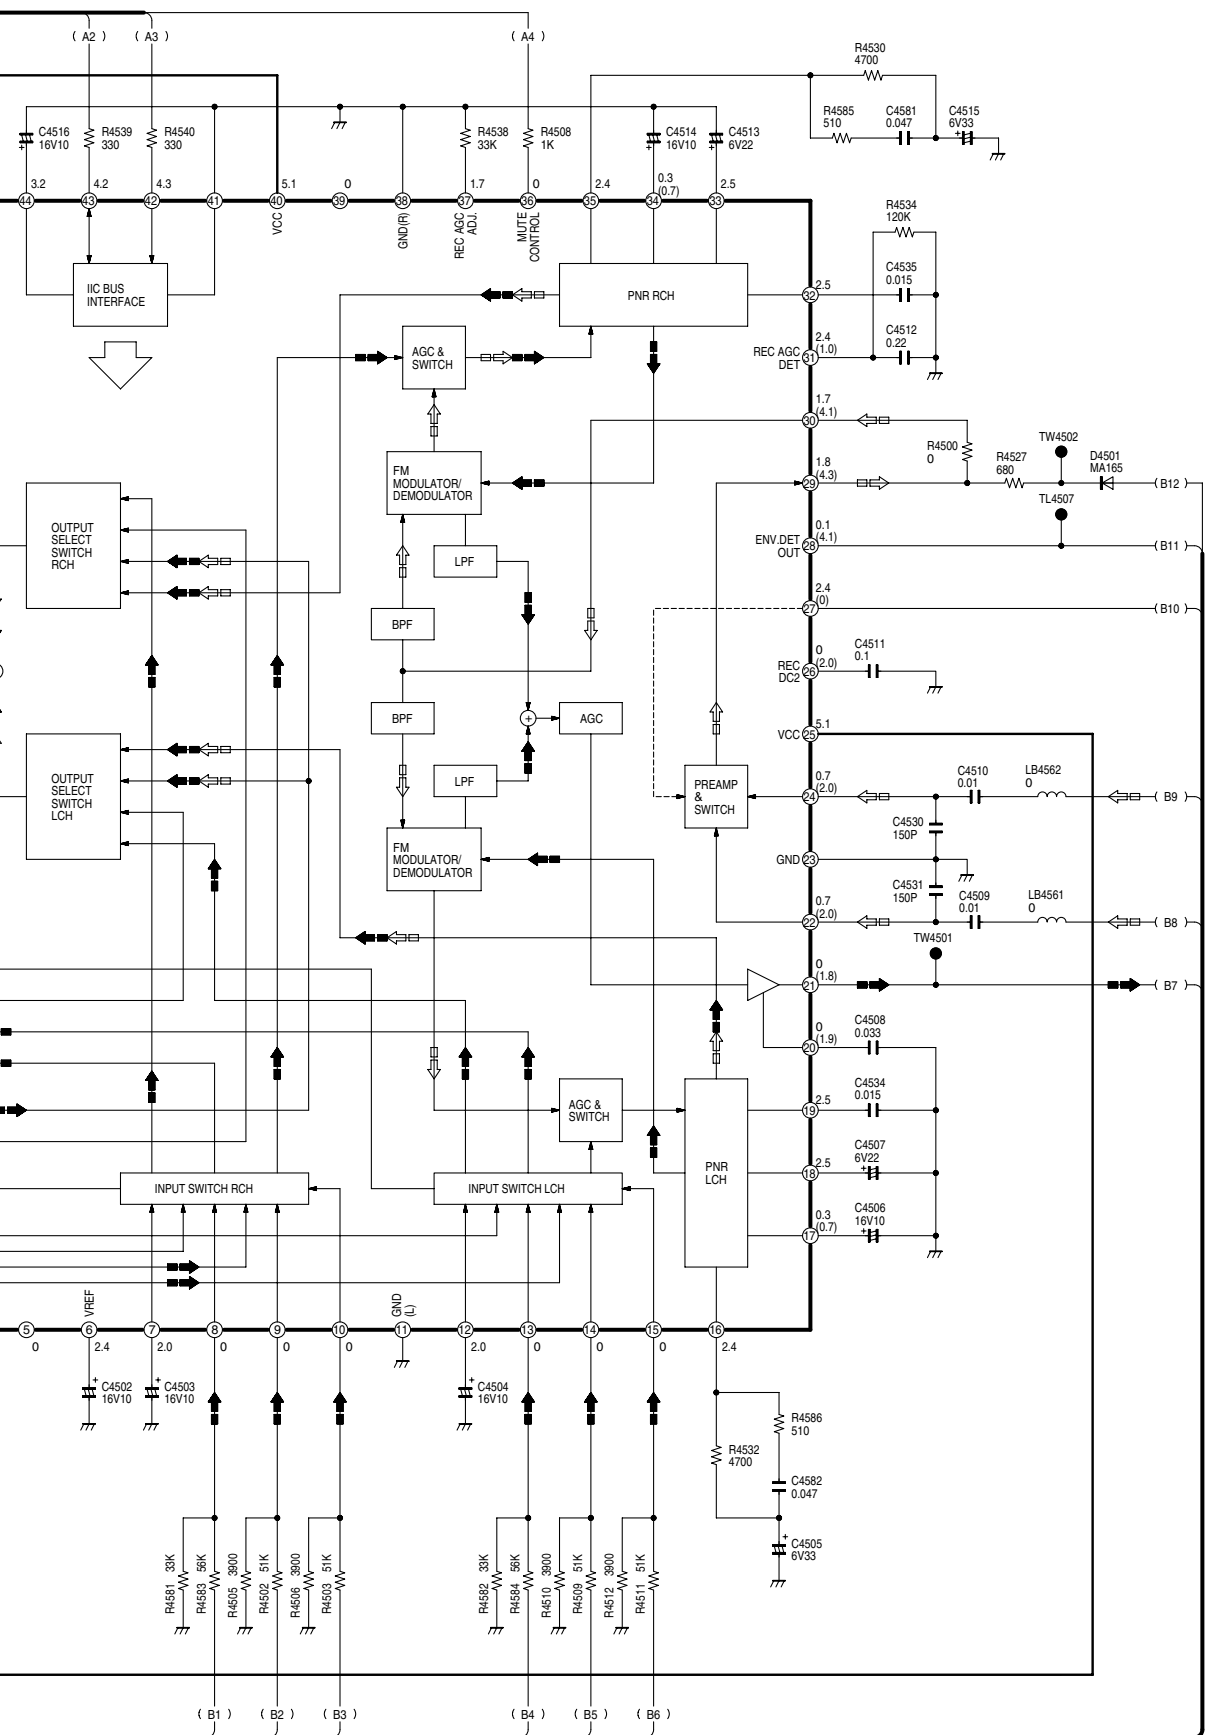 ( A2 )
( A3 )
( A4 )
R4530
4700
R4585
510
C4581
0.047
C4515
6V33
C4516
16V10
R4539
330
R4540
330
R4538
33K
R4508
1K
C4514
16V10
C4513
6V22
3.2
4.2
4.3
5.1
0
1.7
0
2.4
0.3
(0.7)
2.5
44
43
42
41
40
39
38
37
36
35
34
33
VCC
GND(R)
REC AGC
ADJ.
MUTE
CONTROL
R4534
120K
C4535
0.015
C4512
0.22
IIC BUS
INTERFACE
PNR RCH
32
2.5
AGC &
SWITCH
REC AGC
DET
31
2.4
(1.0)
30
1.7
(4.1)
R4500
0
TW4502
R4527
680
D4501
MA165
( B12 )
FM
MODULATOR/
DEMODULATOR
29
1.8
(4.3)
TL4507
OUTPUT
SELECT
SWITCH
RCH
LPF
ENV.DET
OUT
28
0.1
(4.1)
( B11 )
BPF
27
2.4
(0)
( B10 )
REC
DC2
26
0
(2.0)
C4511
0.1
BPF
+
AGC
VCC
25
5.1
OUTPUT
SELECT
SWITCH
LCH
LPF
PREAMP
&
SWITCH
24
0.7
(2.0)
C4510
0.01
LB4562
0
( B9 )
C4530
150P
FM
MODULATOR/
DEMODULATOR
GND
23
C4531
150P
C4509
0.01
LB4561
0
22
0.7
(2.0)
( B8 )
TW4501
21
0
(1.8)
( B7 )
20
0
(1.9)
C4508
0.033
AGC &
SWITCH
19
2.5
C4534
0.015
INPUT SWITCH RCH
INPUT SWITCH LCH
PNR
LCH
18
2.5
C4507
6V22
+
17
0.3
(0.7)
C4506
16V10
+
VREF
GND
(L)
5
6
7
8
9
10
11
12
13
14
15
16
0
2.4
2.0
0
0
0
2.0
0
0
0
2.4
C4502
16V10
+
C4503
16V10
+
C4504
16V10
+
R4586
510
R4532
4700
C4582
0.047
C4505
6V33
+
R4581 33K
R4583 56K
R4505 3900
R4502 51K
R4506 3900
R4503 51K
R4582 33K
R4584 56K
R4510 3900
R4509 51K
R4512 3900
R4511 51K
( B1 )
( B2 )
( B3 )
( B4 )
( B5 )
( B6 )